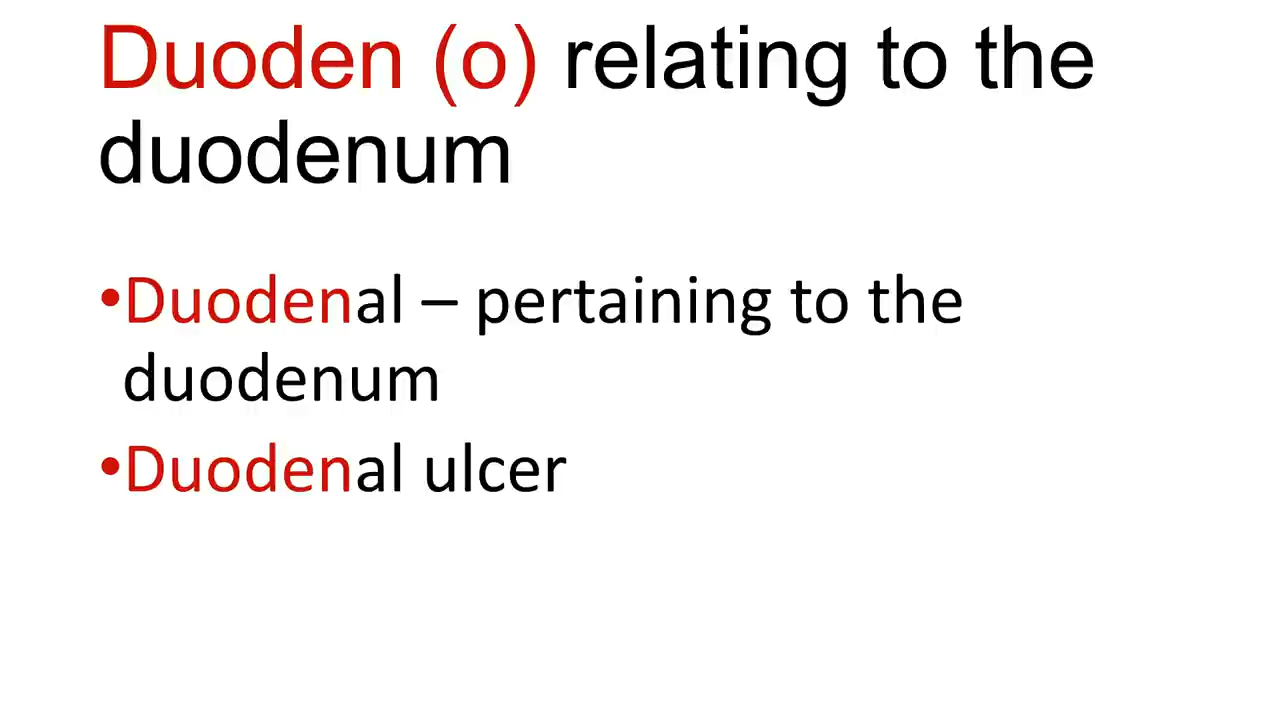 Duoden (o) relating to the
duodenum
•Duodenal – pertaining to the
duodenum
•Duodenal ulcer